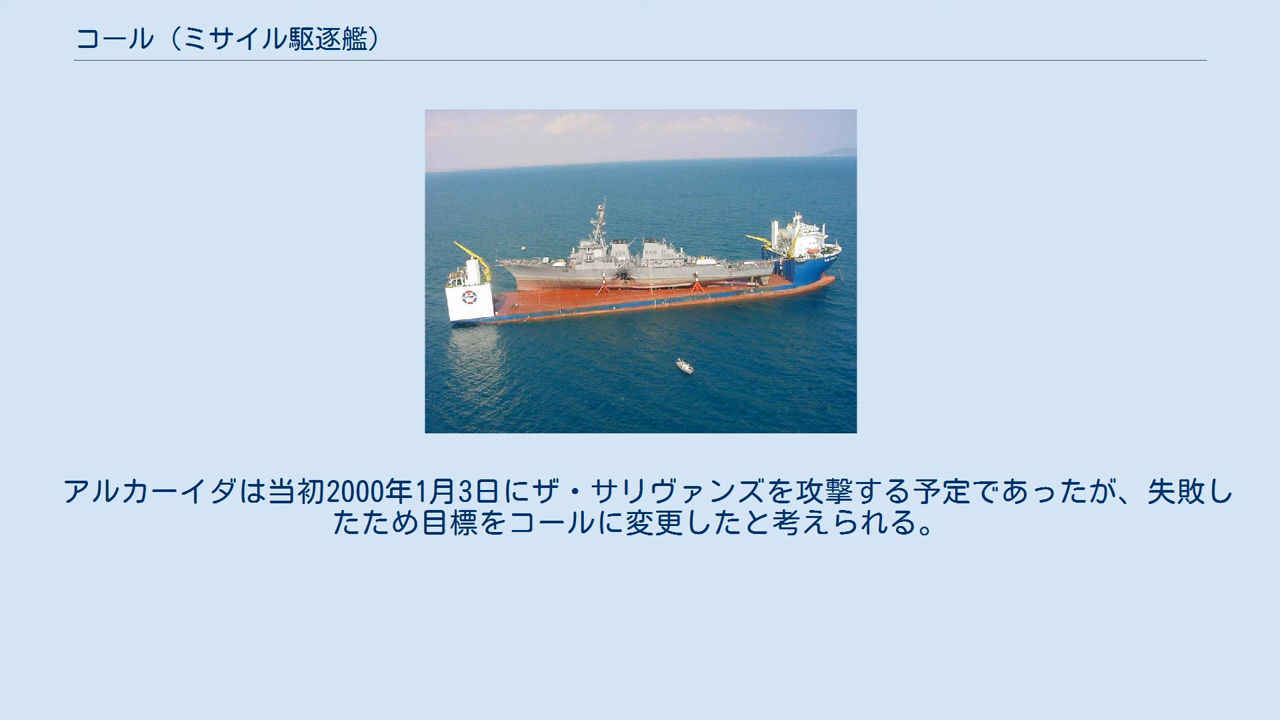 コール（ミサイル駆逐艦）
アルカーイダは当初2000年1月3日にザ・サリヴァンズを攻撃する予定であったが、失敗し
たため目標をコールに変更したと考えられる。